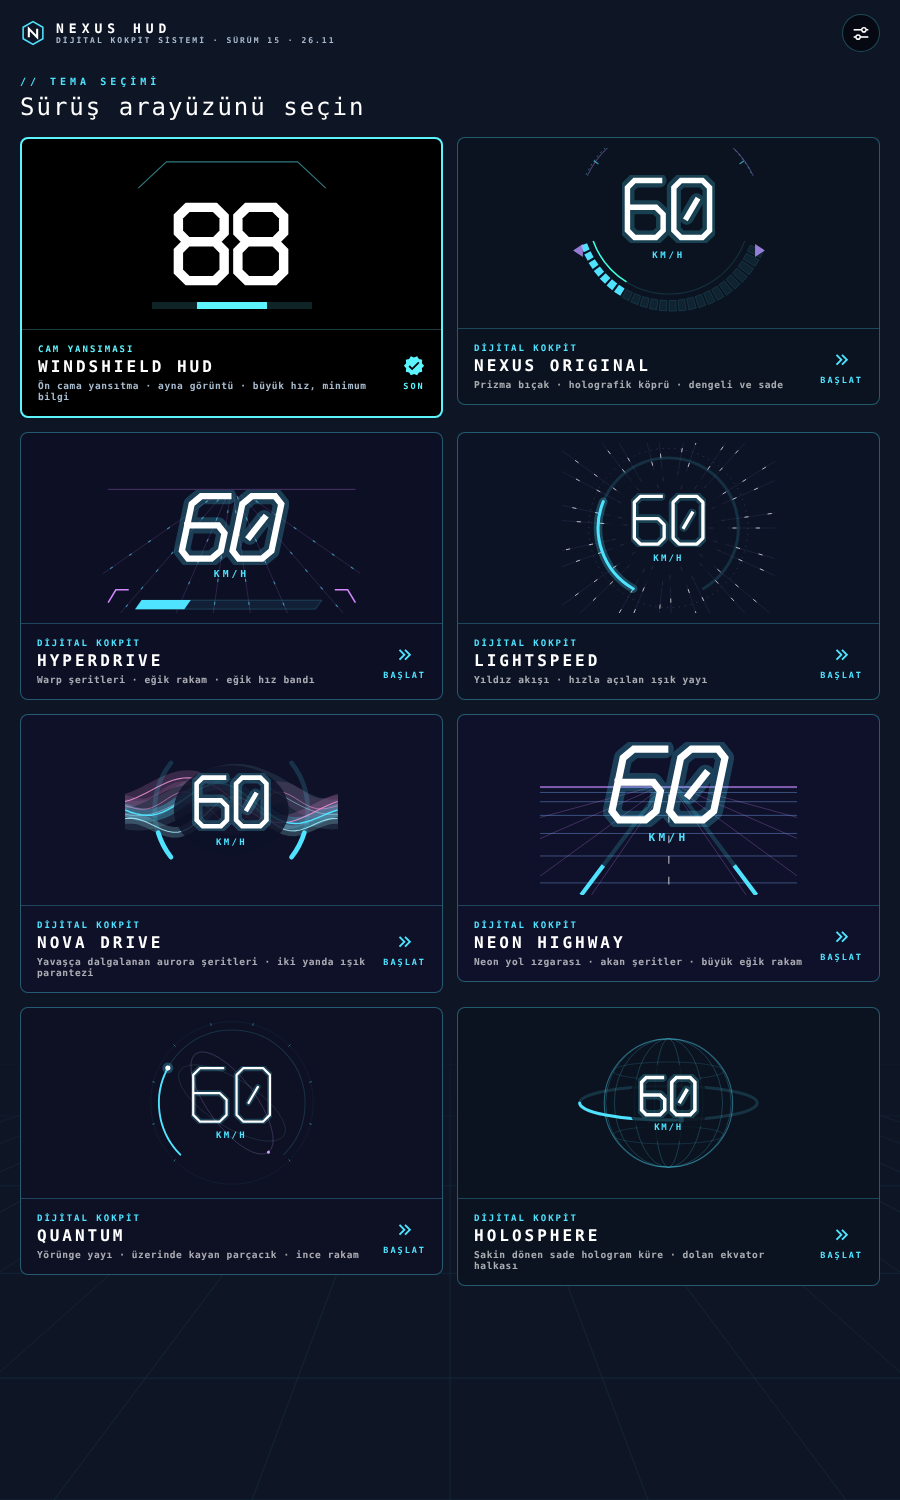 NEXUS HUD
DİJİTAL KOKPİT SİSTEMİ · SÜRÜM 15 · 26.11
// TEMA SEÇİMİ
Sürüş arayüzünü seçin
88
CAM YANSIMASI
WINDSHIELD HUD
Ön cama yansıtma · ayna görüntü · büyük hız, minimum
bilgi
SON
60
KM/H
DİJİTAL KOKPİT
NEXUS ORIGINAL
Prizma bıçak · holografik köprü · dengeli ve sade
BAŞLAT
60
KM/H
DİJİTAL KOKPİT
HYPERDRIVE
Warp şeritleri · eğik rakam · eğik hız bandı
BAŞLAT
60
KM/H
DİJİTAL KOKPİT
LIGHTSPEED
Yıldız akışı · hızla açılan ışık yayı
BAŞLAT
60
KM/H
DİJİTAL KOKPİT
NOVA DRIVE
Yavaşça dalgalanan aurora şeritleri · iki yanda ışık
parantezi
BAŞLAT
60
KM/H
DİJİTAL KOKPİT
NEON HIGHWAY
Neon yol ızgarası · akan şeritler · büyük eğik rakam
BAŞLAT
60
KM/H
DİJİTAL KOKPİT
QUANTUM
Yörünge yayı · üzerinde kayan parçacık · ince rakam
BAŞLAT
60
KM/H
DİJİTAL KOKPİT
HOLOSPHERE
Sakin dönen sade hologram küre · dolan ekvator
halkası
BAŞLAT